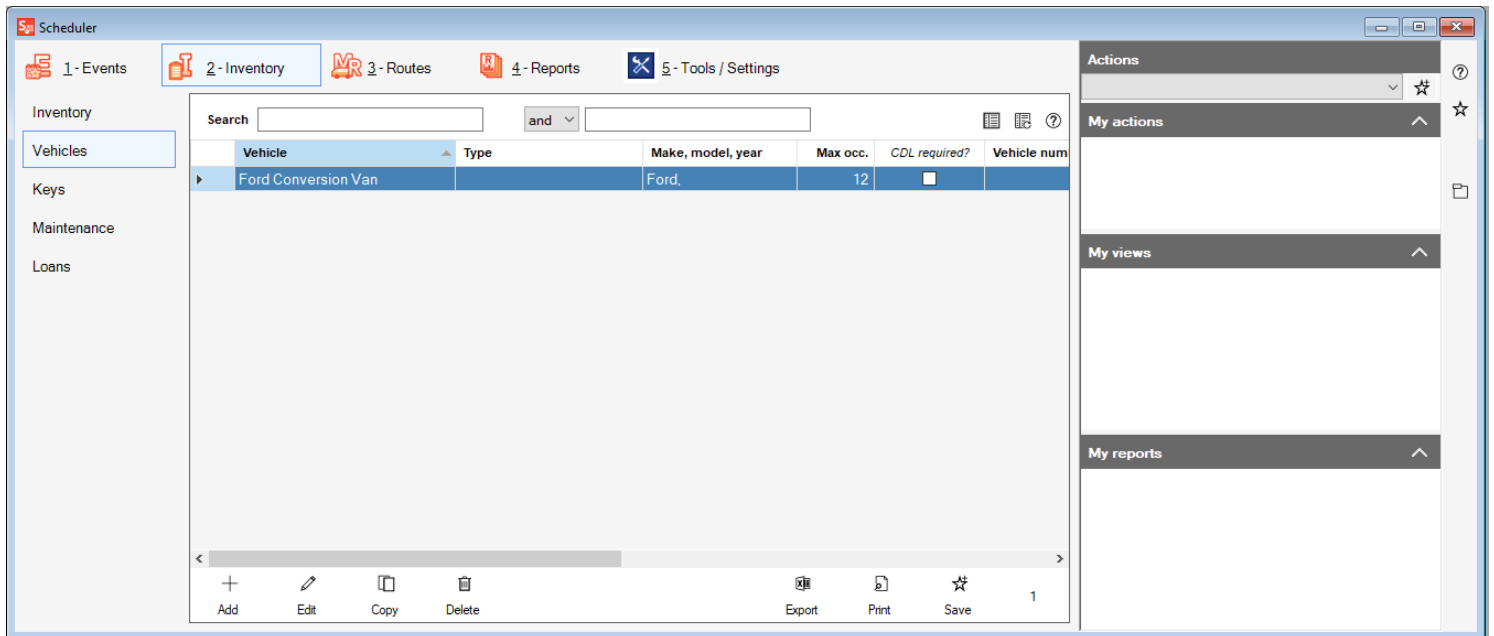 Scheduler
1 - Events
2 - Inventory
3 - Routes
4 - Reports
5 - Tools / Settings
Inventory
Vehicles
Keys
Maintenance
Loans
Search
and
Vehicle Type Make, model, year Max occ. CDL required? Vehicle num
Ford Conversion Van Ford, 12
Add Edit Copy Delete Export Print Save 1
Actions
My actions
My views
My reports